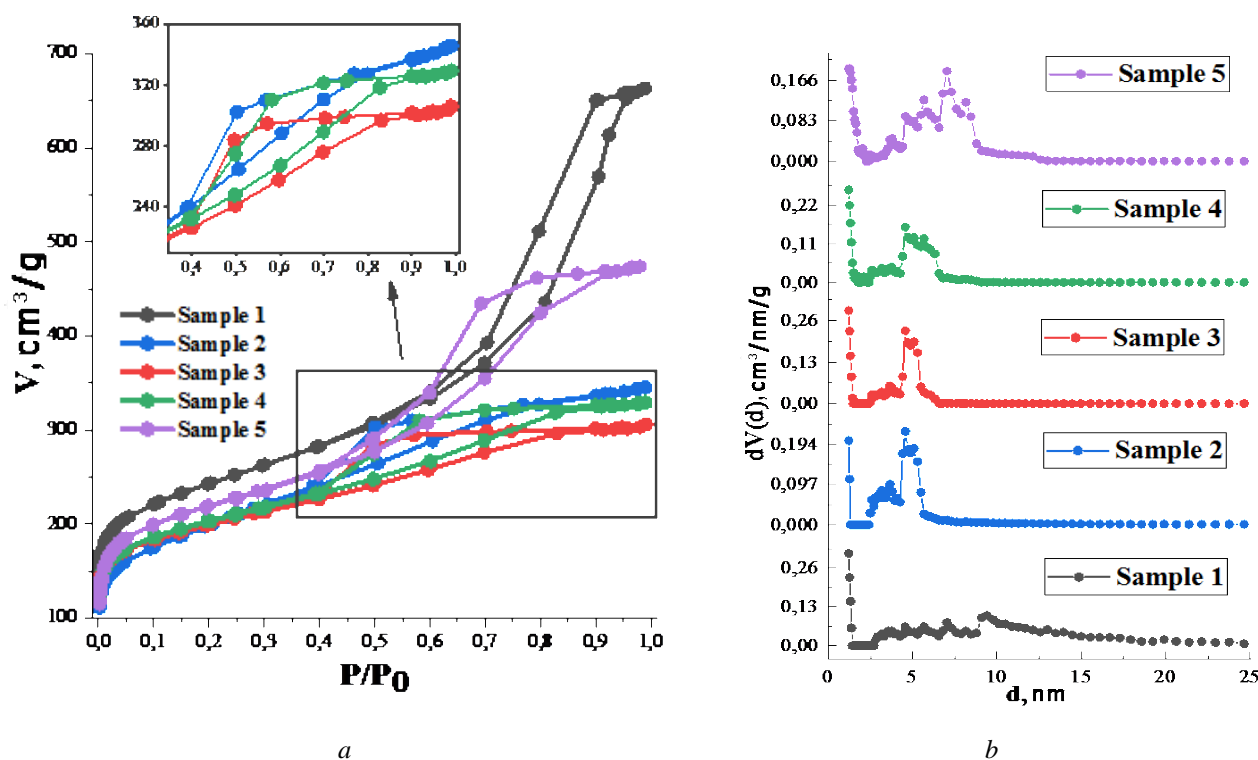 V, cm³/g
700
600
500
400
300
200
100
0,0 0,1 0,2 0,3 0,4 0,5 0,6 0,7 0,8 0,9 1,0
P/P₀
360
320
280
240
0,4 0,5 0,6 0,7 0,8 0,9 1,0
Sample 1
Sample 2
Sample 3
Sample 4
Sample 5
a
dV(d), cm³/nm/g
0,166
0,083
0,000
Sample 5
0,22
0,11
0,00
Sample 4
0,26
0,13
0,00
Sample 3
0,194
0,097
0,000
Sample 2
0,26
0,13
0,00
Sample 1
0 5 10 15 20 25
d, nm
b